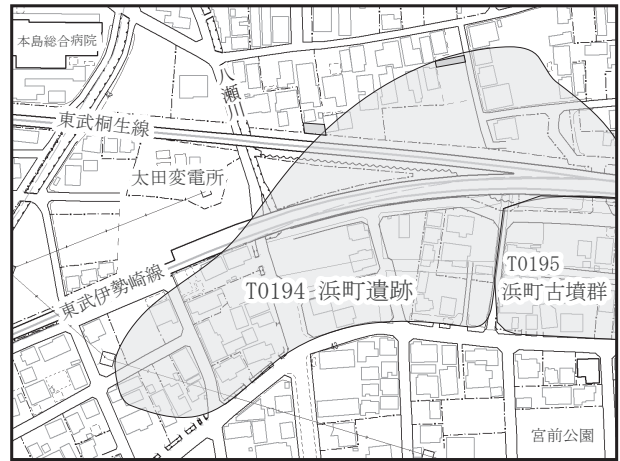 本島総合病院
八瀬川
東武桐生線
太田変電所
東武伊勢崎線
T0194 浜町遺跡
T0195
浜町古墳群
宮前公園